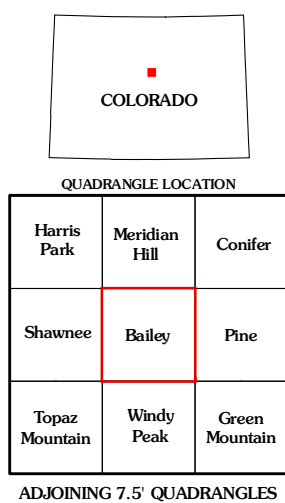 COLORADO
QUADRANGLE LOCATION
Harris
Park
Meridian
Hill
Conifer
Shawnee
Bailey
Pine
Topaz
Mountain
Windy
Peak
Green
Mountain
ADJOINING 7.5' QUADRANGLES